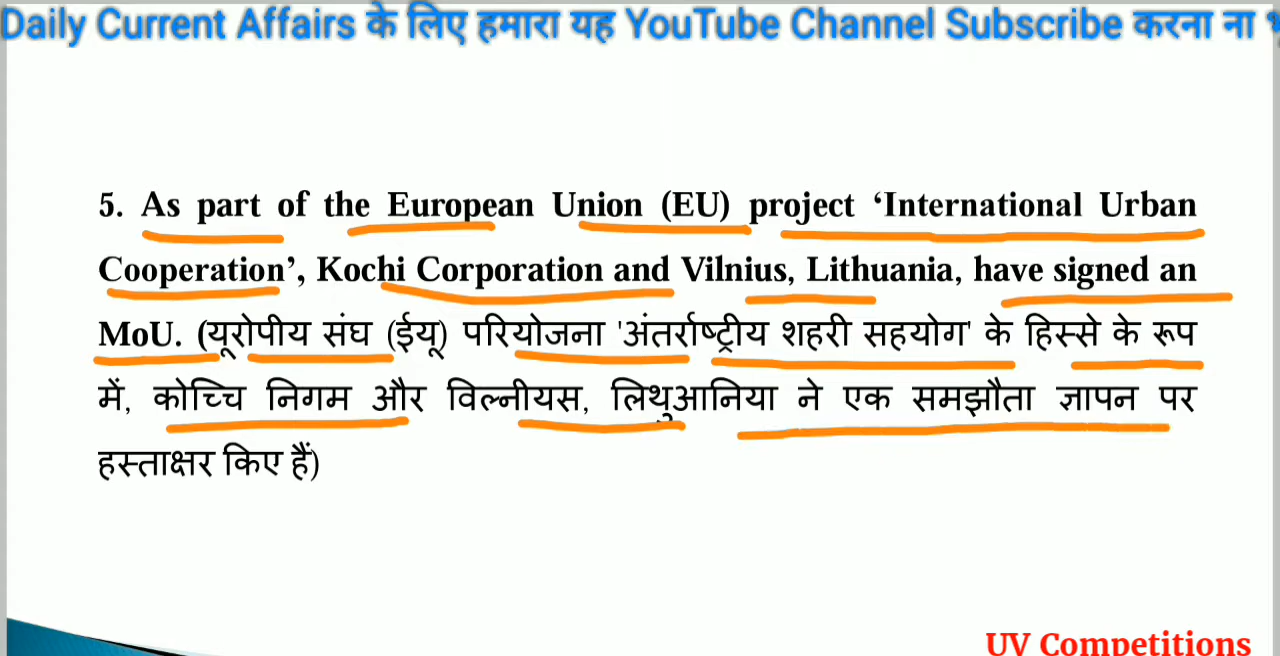 Daily Current Affairs के लिए हमारा यह YouTube Channel Subscribe करना ना
5. As part of the European Union (EU) project ‘International Urban
Cooperation’, Kochi Corporation and Vilnius, Lithuania, have signed an
MoU. (यूरोपीय संघ (ईयू) परियोजना 'अंतर्राष्ट्रीय शहरी सहयोग' के हिस्से के रूप
में, कोच्चि निगम और विल्नीयस, लिथुआनिया ने एक समझौता ज्ञापन पर
हस्ताक्षर किए हैं)
UV Competitions